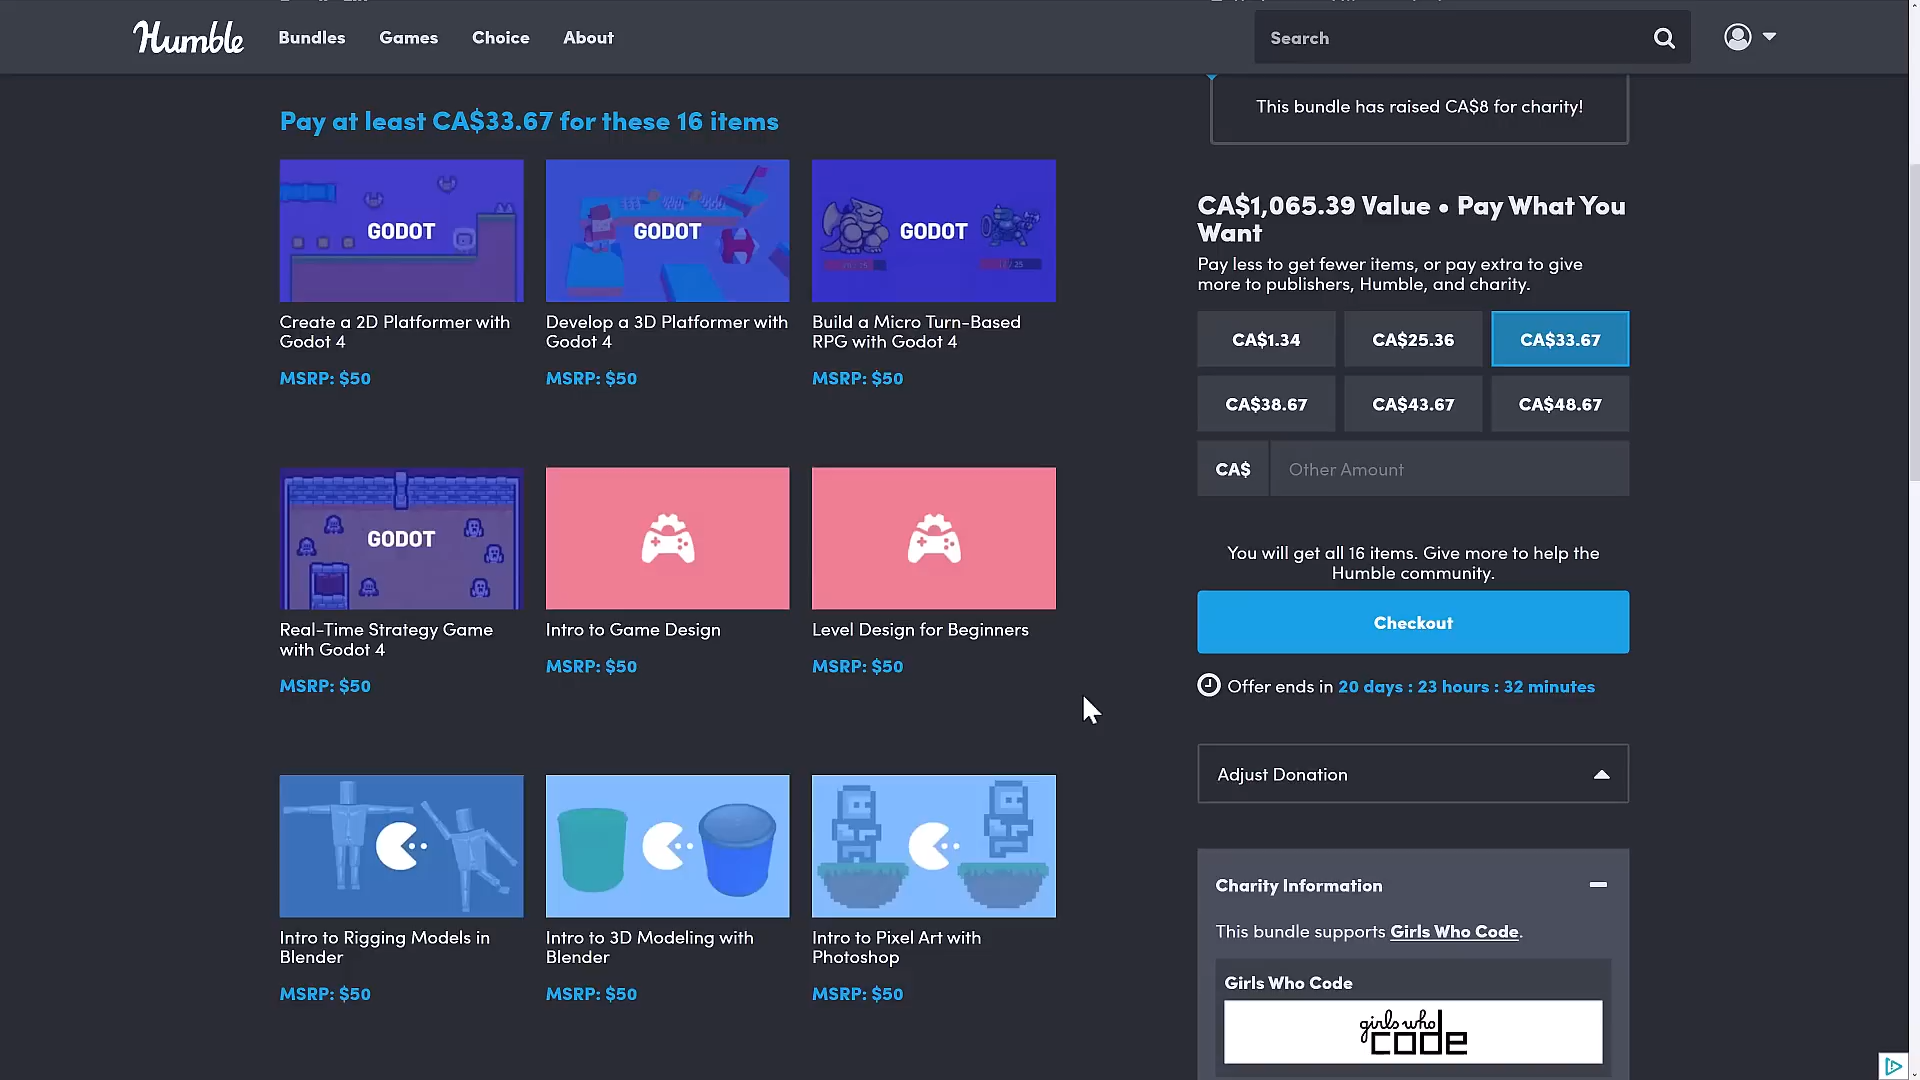 Humble
Bundles
Games
Choice
About
Search
Pay at least CA$33.67 for these 16 items
GODOT
Create a 2D Platformer with
Godot 4
MSRP: $50
GODOT
Develop a 3D Platformer with
Godot 4
MSRP: $50
GODOT
Build a Micro Turn-Based
RPG with Godot 4
MSRP: $50
GODOT
Real-Time Strategy Game
with Godot 4
MSRP: $50
Intro to Game Design
MSRP: $50
Level Design for Beginners
MSRP: $50
Intro to Rigging Models in
Blender
MSRP: $50
Intro to 3D Modeling with
Blender
MSRP: $50
Intro to Pixel Art with
Photoshop
MSRP: $50
This bundle has raised CA$8 for charity!
CA$1,065.39 Value • Pay What You
Want
Pay less to get fewer items, or pay extra to give
more to publishers, Humble, and charity.
CA$1.34
CA$25.36
CA$33.67
CA$38.67
CA$43.67
CA$48.67
CA$
Other Amount
You will get all 16 items. Give more to help the
Humble community.
Checkout
Offer ends in 20 days : 23 hours : 32 minutes
Adjust Donation
Charity Information
This bundle supports Girls Who Code.
Girls Who Code
girls who
code